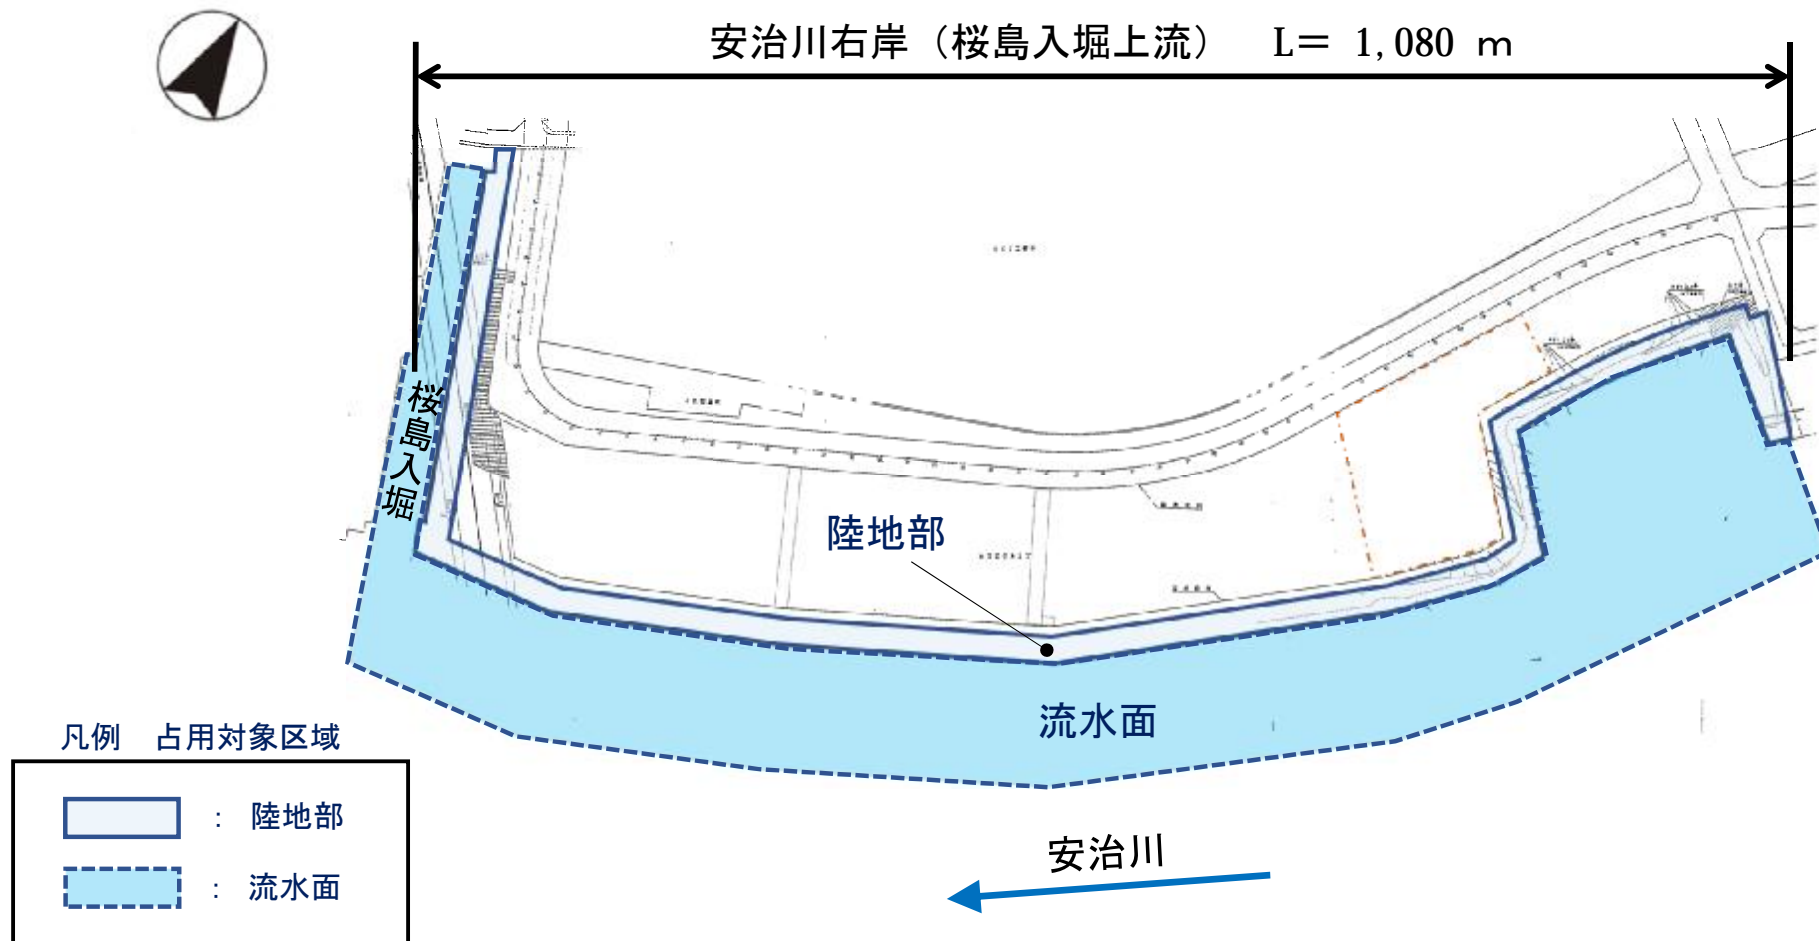 安治川右岸（桜島入堀上流）　L＝ 1,080 ｍ
桜島入堀
陸地部
流水面
安治川
凡例　占用対象区域
：　陸地部
：　流水面